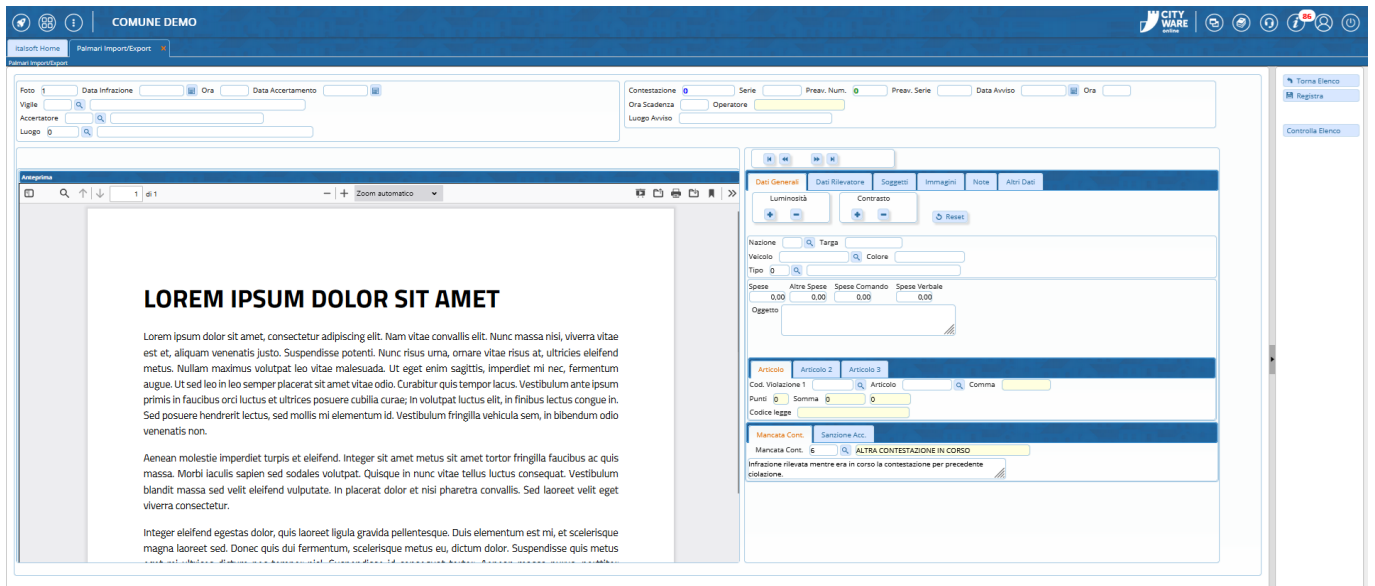 COMUNE DEMO
CITY
WARE
online
86
italsoft Home
Palmari Import/Export
Palmari Import/Export
Foto 1 Data Infrazione Ora Data Accertamento
Vigile
Accertatore
Luogo 0
Contestazione 0 Serie Preav. Num. 0 Preav. Serie Data Avviso Ora
Ora Scadenza Operatore
Luogo Avviso
Torna Elenco
Registra
Controlla Elenco
Anteprima
1 di 1
Zoom automatico
LOREM IPSUM DOLOR SIT AMET
Lorem ipsum dolor sit amet, consectetur adipiscing elit. Nam vitae convallis elit. Nunc massa nisi, viverra vitae
est et, aliquam venenatis justo. Suspendisse potenti. Nunc risus urna, ornare vitae risus at, ultricies eleifend
metus. Nullam maximus volutpat leo vitae malesuada. Ut eget enim sagittis, imperdiet mi nec, fermentum
augue. Ut sed leo in leo semper placerat sit amet vitae odio. Curabitur quis tempor lacus. Vestibulum ante ipsum
primis in faucibus orci luctus et ultrices posuere cubilia curae; In volutpat luctus elit, in finibus lectus congue in.
Sed posuere hendrerit lectus, sed mollis mi elementum id. Vestibulum fringilla vehicula sem, in bibendum odio
venenatis non.
Aenean molestie imperdiet turpis et eleifend. Integer sit amet metus sit amet tortor fringilla faucibus ac quis
massa. Morbi iaculis sapien sed sodales volutpat. Quisque in nunc vitae tellus luctus consequat. Vestibulum
blandit massa sed velit eleifend vulputate. In placerat dolor et nisi pharetra convallis. Sed laoreet velit eget
viverra consectetur.
Integer eleifend egestas dolor, quis laoreet ligula gravida pellentesque. Duis elementum est mi, et scelerisque
magna laoreet sed. Donec quis dui fermentum, scelerisque metus eu, dictum dolor. Suspendisse quis metus
Dati Generali Dati Rilevatore Soggetti Immagini Note Altri Dati
Luminosità Contrasto
Reset
Nazione Targa
Veicolo Colore
Tipo 0
Spese Altre Spese Spese Comando Spese Verbale
0,00 0,00 0,00 0,00
Oggetto
Articolo Articolo 2 Articolo 3
Cod. Violazione 1 Articolo Comma
Punti 0 Somma 0 0
Codice legge
Mancata Cont. Sanzione Acc.
Mancata Cont. 6 ALTRA CONTESTAZIONE IN CORSO
Infrazione rilevata mentre era in corso la contestazione per precedente
ciolazione.